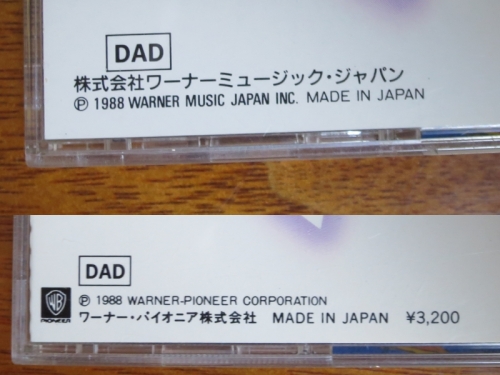 DAD
株式会社ワーナーミュージック・ジャパン
Ⓟ 1988 WARNER MUSIC JAPAN INC. MADE IN JAPAN
DAD
Ⓟ 1988 WARNER-PIONEER CORPORATION
WB PIONEER ワーナー・パイオニア株式会社 MADE IN JAPAN ¥3,200